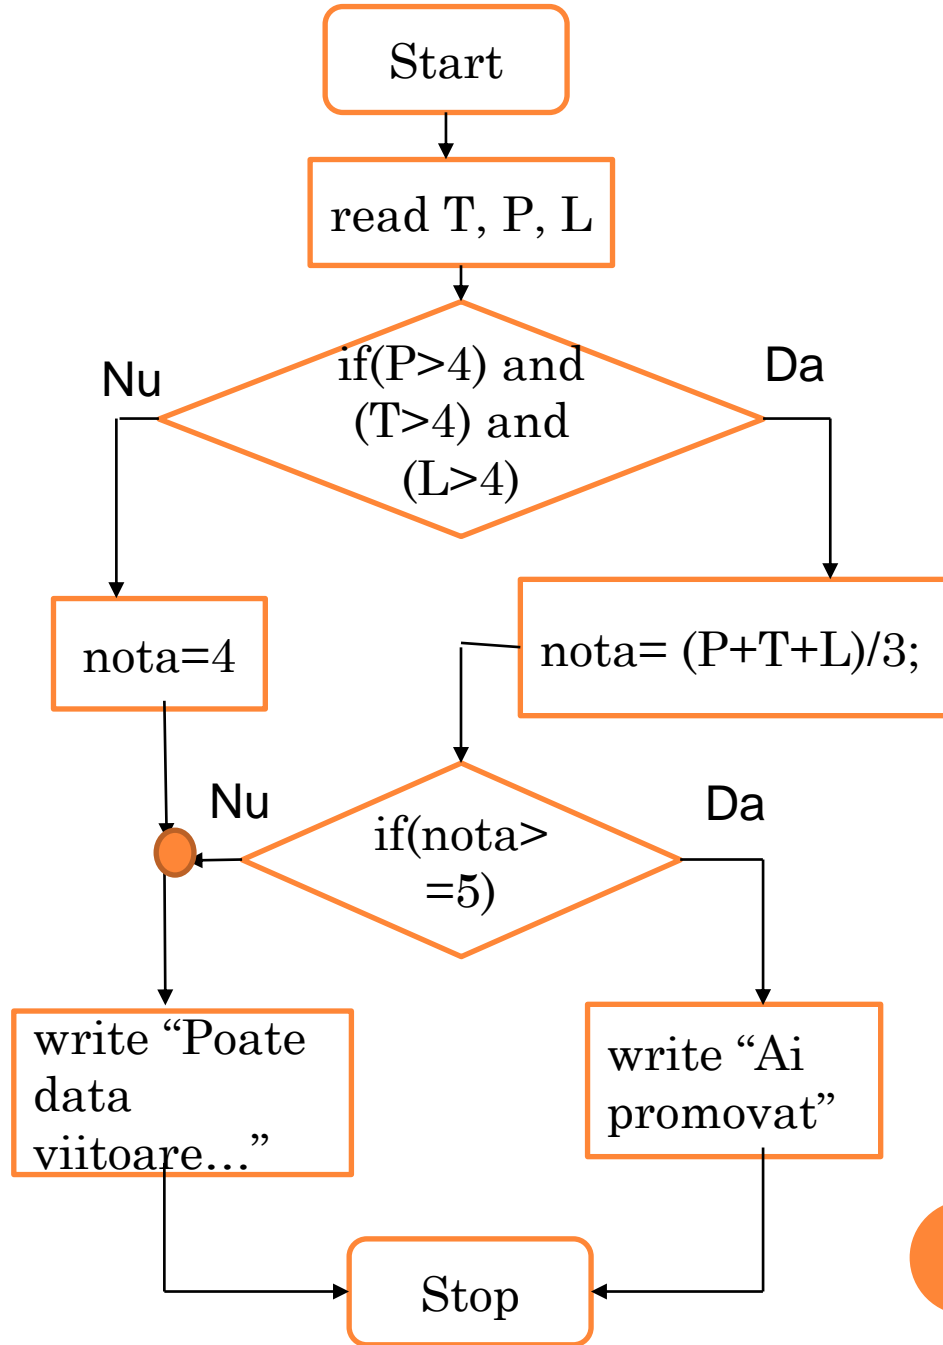 Start
read T, P, L
if(P>4) and
(T>4) and
(L>4)
Nu
Da
nota=4
nota= (P+T+L)/3;
Nu
Da
if(nota>
=5)
write “Poate
data
viitoare…”
write “Ai
promovat”
Stop